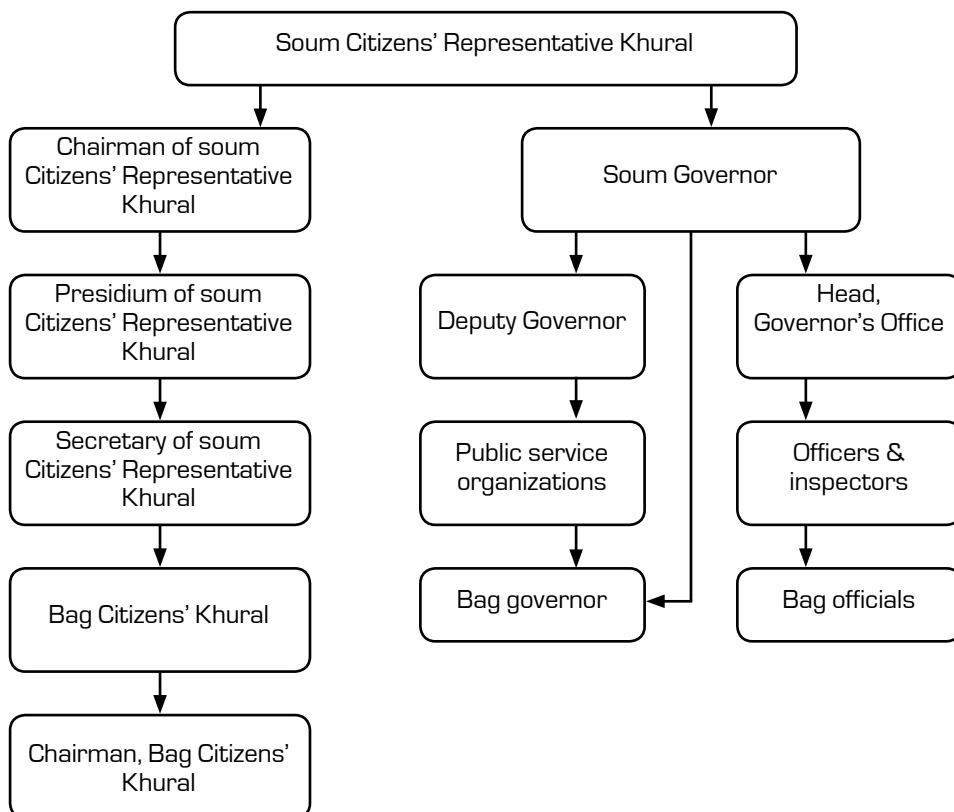 Soum Citizens’ Representative Khural
Chairman of soum
Citizens’ Representative
Khural
Soum Governor
Presidium of soum
Citizens’ Representative
Khural
Deputy Governor
Head,
Governor’s Office
Secretary of soum
Citizens’ Representative
Khural
Public service
organizations
Officers &
inspectors
Bag Citizens’ Khural
Bag governor
Bag officials
Chairman, Bag Citizens’
Khural